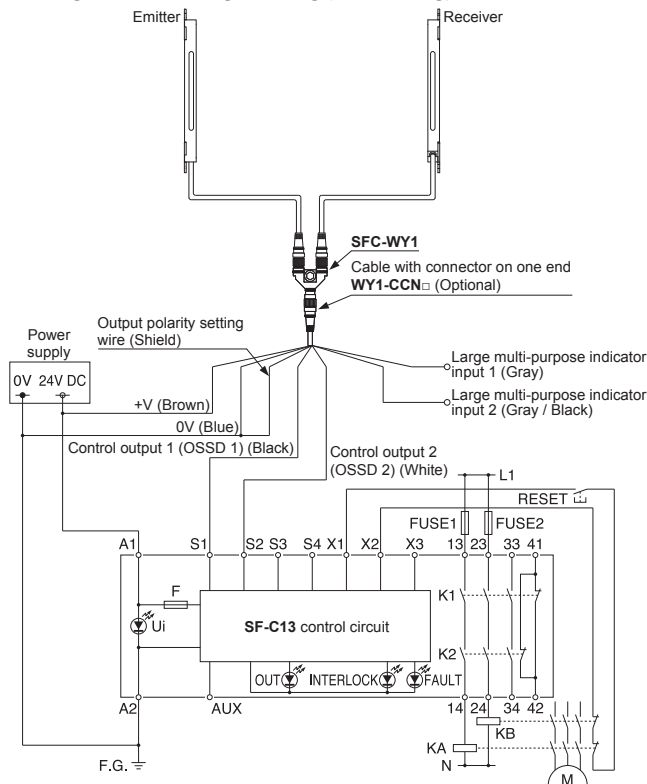 Emitter
Receiver
SFC-WY1
Cable with connector on one end
WY1-CCN□ (Optional)
Output polarity setting
wire (Shield)
Power
supply
0V 24V DC
Large multi-purpose indicator
input 1 (Gray)
Large multi-purpose indicator
input 2 (Gray / Black)
+V (Brown)
0V (Blue)
Control output 1 (OSSD 1) (Black)
Control output 2
(OSSD 2) (White)
L1
RESET
FUSE1 FUSE2
A1 S1 S2 S3 S4 X1 X2 X3 13 23 33 41
F
Ui
K1
SF-C13 control circuit
K2
OUT INTERLOCK FAULT
A2 AUX 14 24 34 42
KB
KA
F.G.
N
M